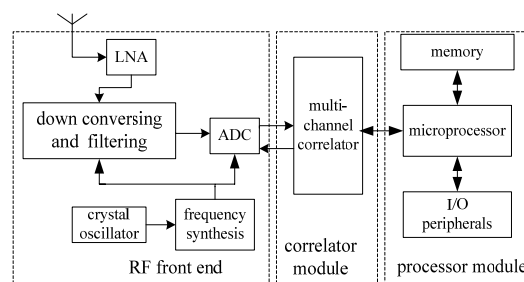 LNA
down conversing
and filtering
ADC
crystal
oscillator
frequency
synthesis
RF front end
multi-
channel
correlator
correlator
module
memory
microprocessor
I/O
peripherals
processor module